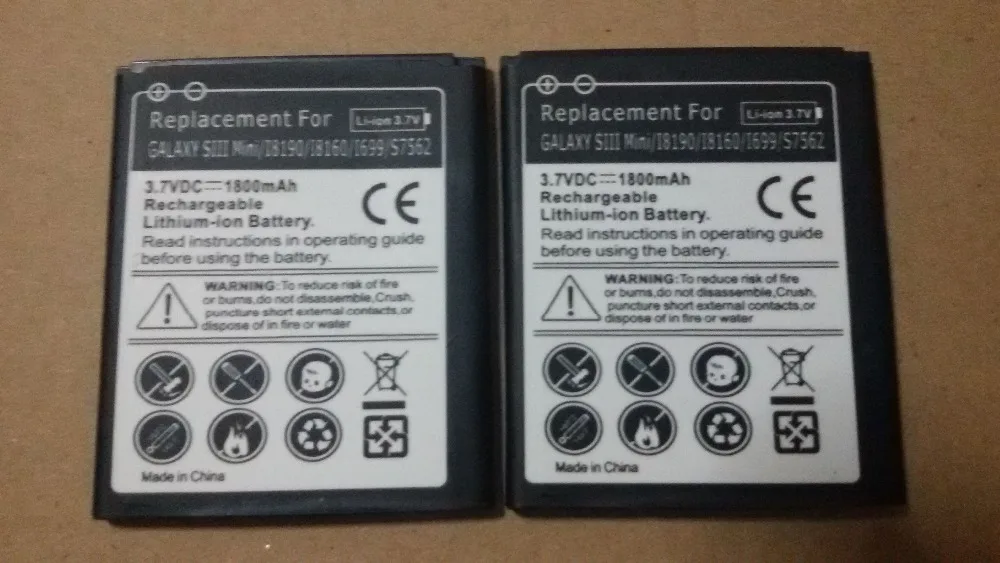 Replacement For
Li-ion 3.7V
GALAXY SIII Mini/I8190/I8160/I699/S7562
3.7VDC 1800mAh
Rechargeable
Lithium-ion Battery.
CE
Read instructions in operating guide
before using the battery.
WARNING:To reduce risk of fire
or burns,do not disassemble,Crush,
puncture short external contacts,or
dispose of in fire or water
Made in China
Replacement For
Li-ion 3.7V
GALAXY SIII Mini/I8190/I8160/I699/S7562
3.7VDC 1800mAh
Rechargeable
Lithium-ion Battery.
CE
Read instructions in operating guide
before using the battery.
WARNING:To reduce risk of fire
or burns,do not disassemble,Crush,
puncture short external contacts,or
dispose of in fire or water
Made in China